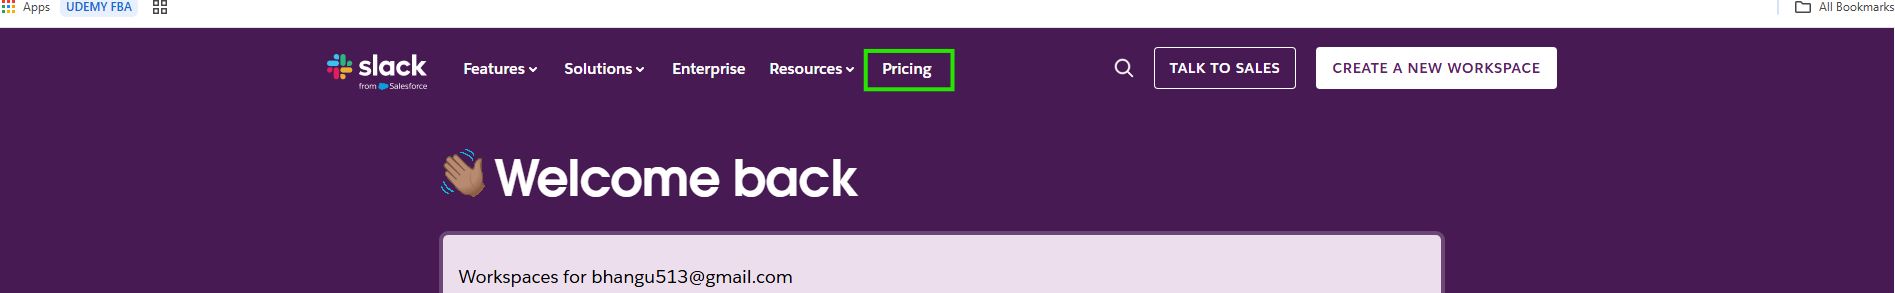 Apps UDEMY FBA All Bookmarks
slack Features Solutions Enterprise Resources Pricing TALK TO SALES CREATE A NEW WORKSPACE
from Salesforce
Welcome back
Workspaces for bhangu513@gmail.com